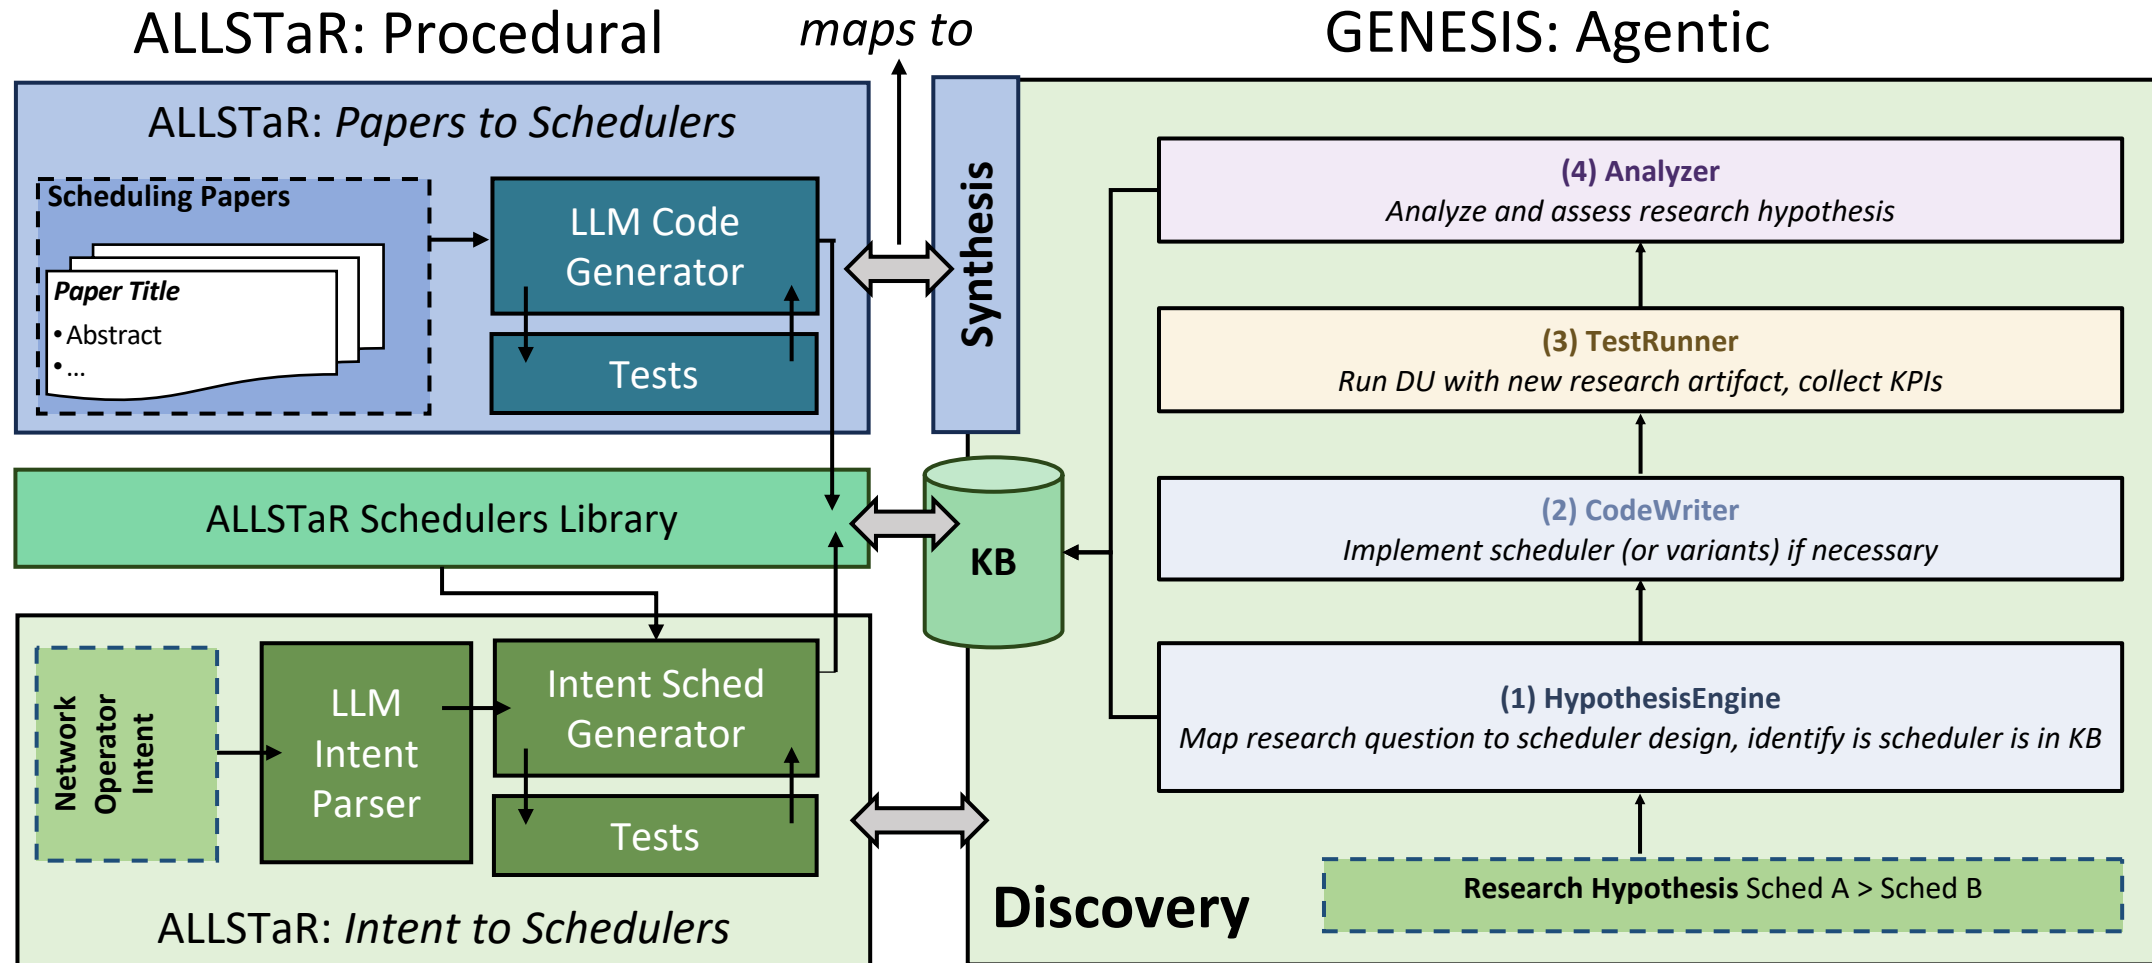 ALLSTaR: Procedural
maps to
GENESIS: Agentic
ALLSTaR: Papers to Schedulers
Scheduling Papers
Paper Title
• Abstract
• ...
LLM Code
Generator
Tests
Synthesis
ALLSTaR Schedulers Library
KB
Network
Operator
Intent
LLM
Intent
Parser
Intent Sched
Generator
Tests
ALLSTaR: Intent to Schedulers
(4) Analyzer
Analyze and assess research hypothesis
(3) TestRunner
Run DU with new research artifact, collect KPIs
(2) CodeWriter
Implement scheduler (or variants) if necessary
(1) HypothesisEngine
Map research question to scheduler design, identify is scheduler is in KB
Discovery
Research Hypothesis Sched A > Sched B